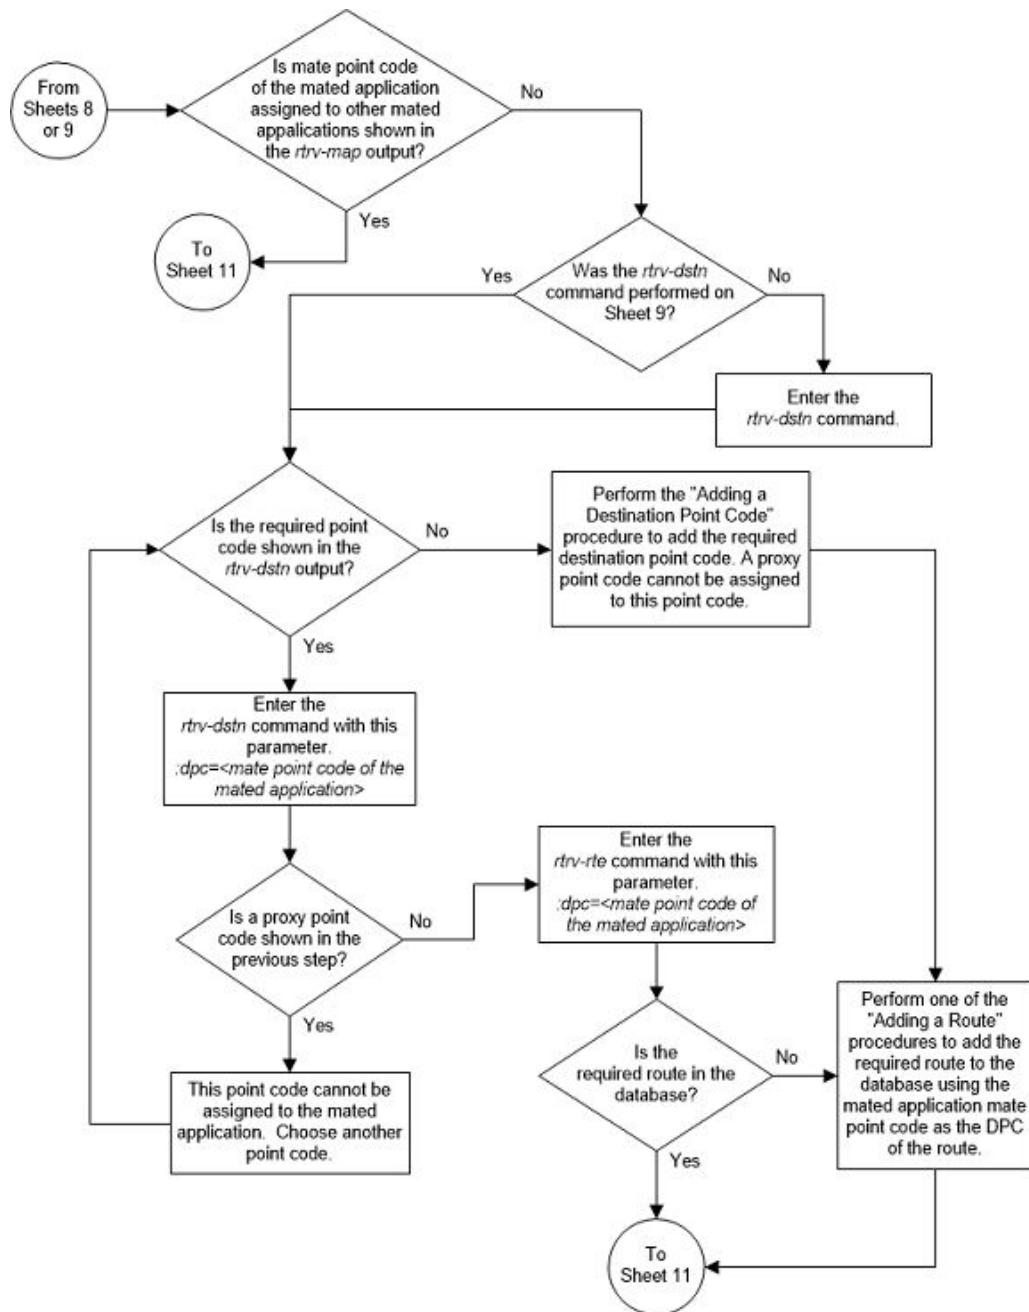 From
Sheets 8
or 9
Is mate point code
of the mated application
assigned to other mated
appalications shown in
the rtrv-map output?
No
Yes
To
Sheet 11
Was the rtrv-dstn
command performed on
Sheet 9?
Yes
No
Enter the
rtrv-dstn command.
Is the required point
code shown in the
rtrv-dstn output?
No
Yes
Perform the "Adding a
Destination Point Code"
procedure to add the required
destination point code. A proxy
point code cannot be assigned
to this point code.
Enter the
rtrv-dstn command with this
parameter.
:dpc=<mate point code of the
mated application>
Is a proxy point
code shown in the
previous step?
No
Yes
Enter the
rtrv-rte command with this
parameter.
:dpc=<mate point code of
the mated application>
This point code cannot be
assigned to the mated
application. Choose another
point code.
Is the
required route in the
database?
No
Yes
Perform one of the
"Adding a Route"
procedures to add the
required route to the
database using the
mated application mate
point code as the DPC
of the route.
To
Sheet 11